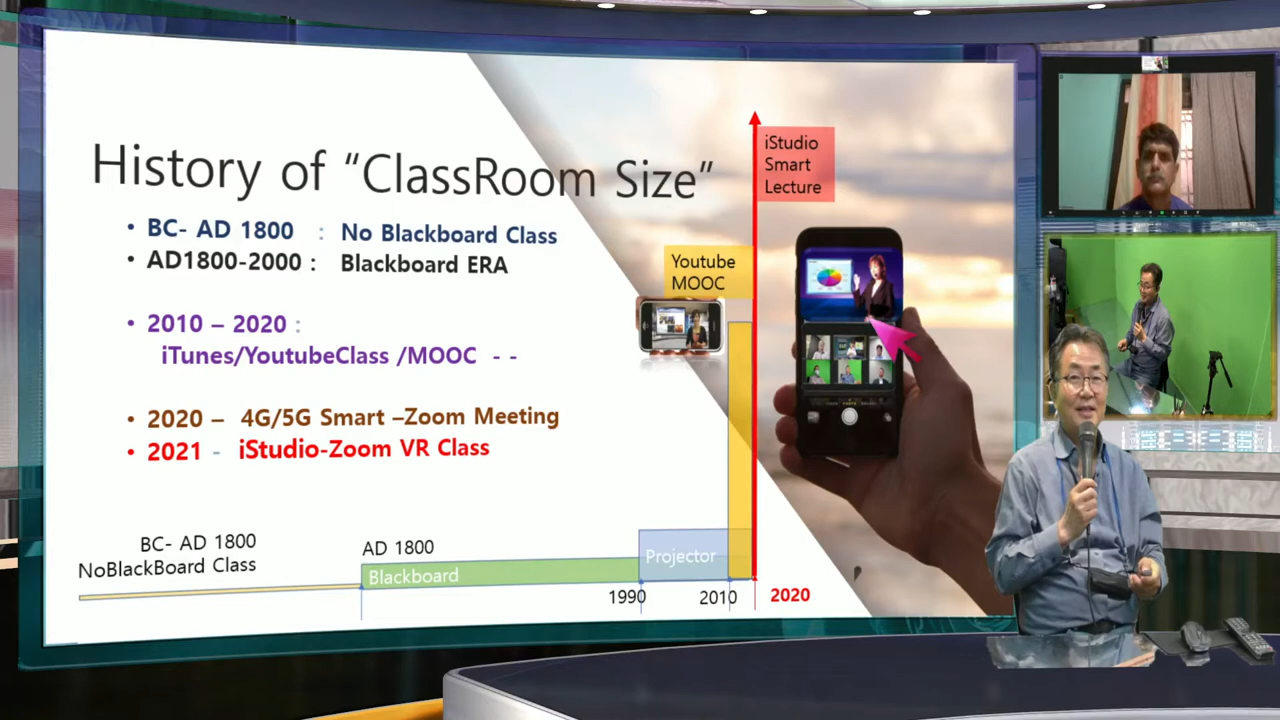 History of “ClassRoom Size”
• BC- AD 1800 : No Blackboard Class
• AD1800-2000 : Blackboard ERA
• 2010 – 2020 :
iTunes/YoutubeClass /MOOC - -
• 2020 – 4G/5G Smart –Zoom Meeting
• 2021 - iStudio-Zoom VR Class
iStudio
Smart
Lecture
Youtube
MOOC
BC- AD 1800
NoBlackBoard Class
AD 1800
Blackboard
Projector
1990
2010
2020